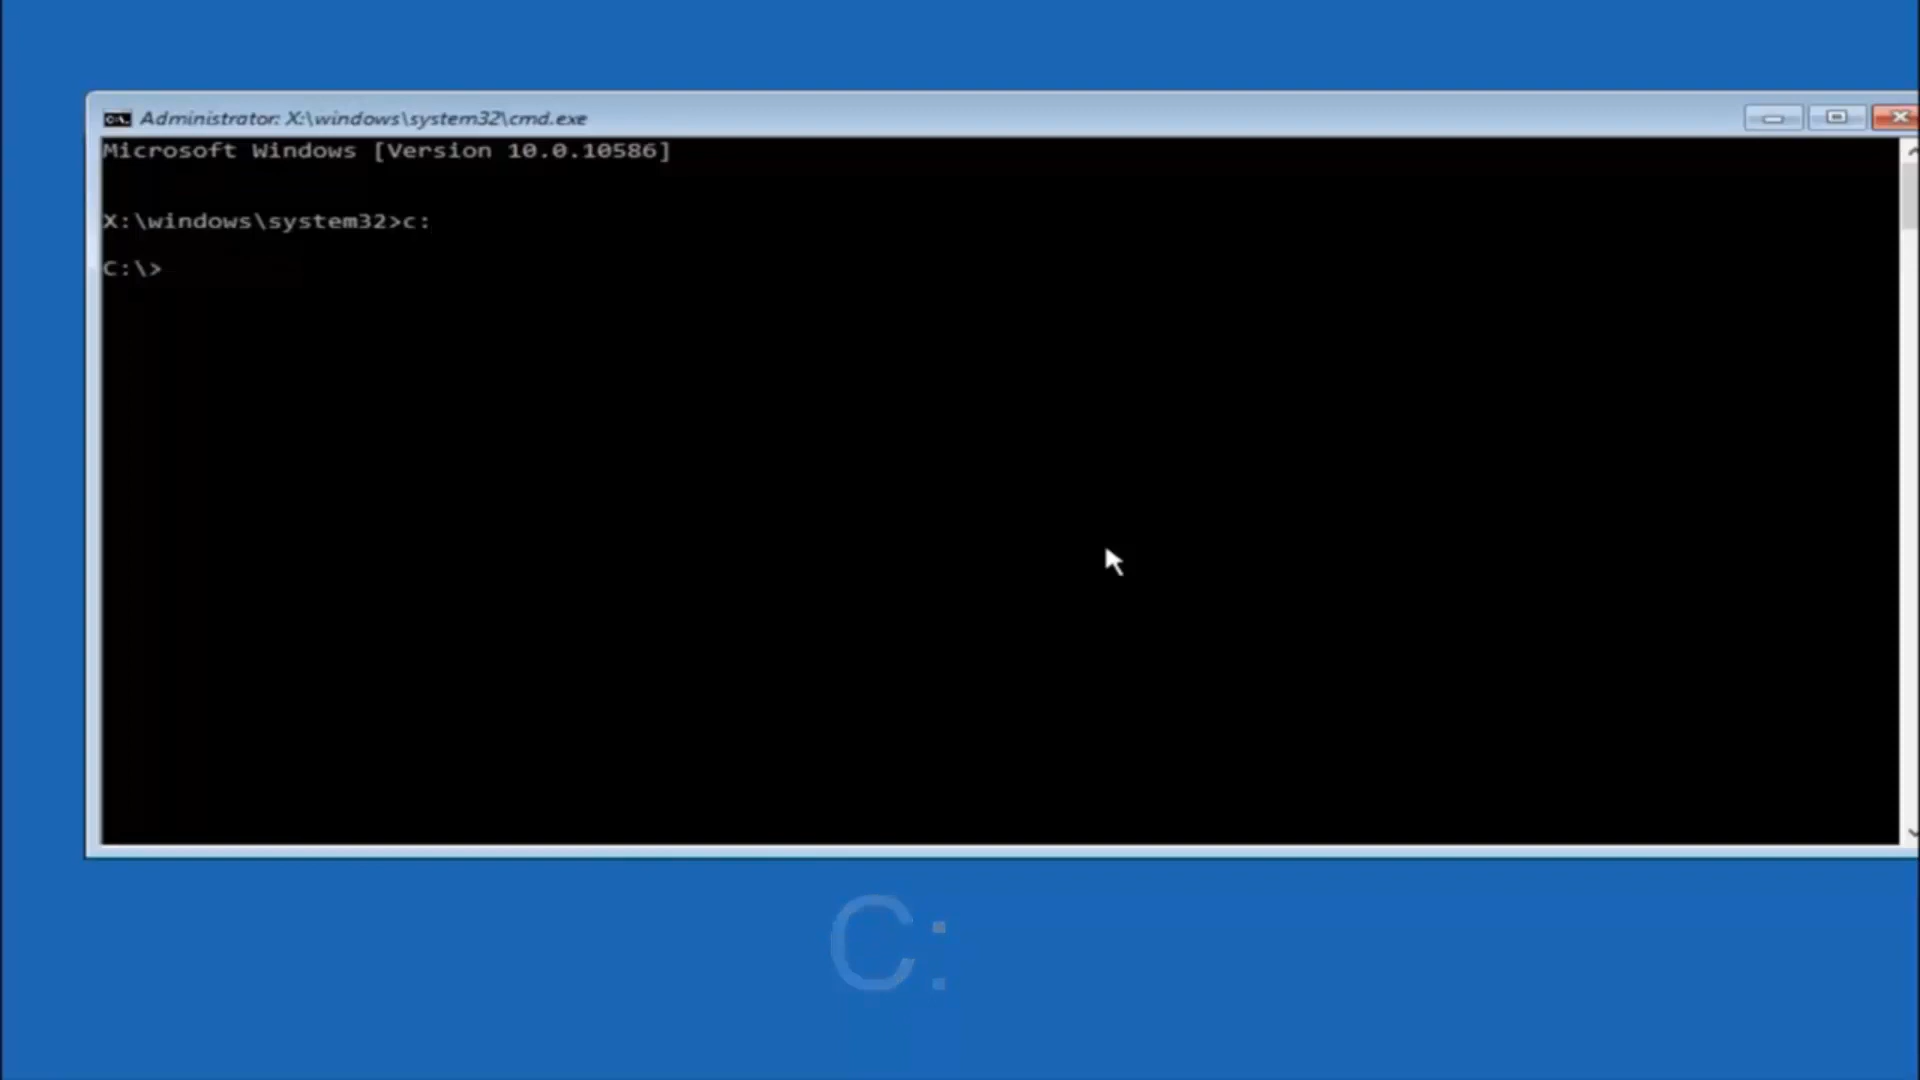 Administrator: X:\windows\system32\cmd.exe
Microsoft Windows [Version 10.0.10586]
X:\windows\system32>c:
C:\>
C: